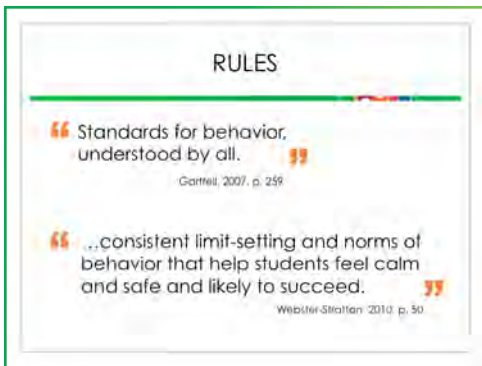 RULES
“ Standards for behavior,
understood by all. ”
Gartrell, 2007, p. 259
“ ...consistent limit-setting and norms of
behavior that help students feel calm
and safe and likely to succeed. ”
Webster-Stratton, 2010, p. 50